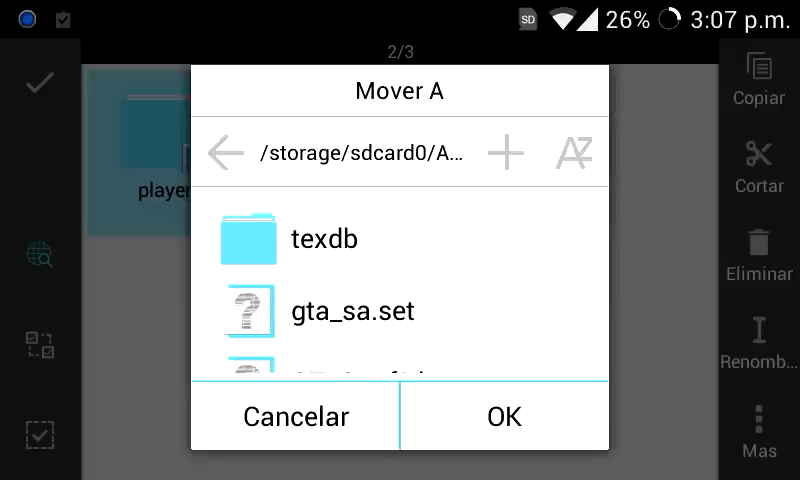 SD
26%
3:07 p.m.
2/3
Mover A
/storage/sdcard0/A...
AZ
player
texdb
gta_sa.set
Cancelar
OK
Copiar
Cortar
Eliminar
Renomb...
Mas